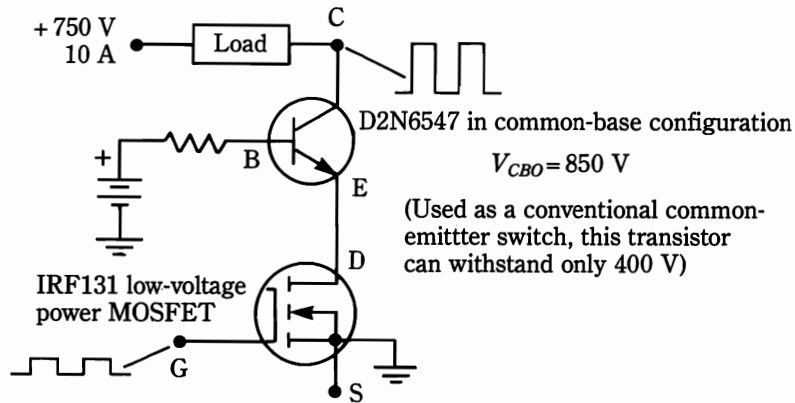 + 750 V
10 A
Load
C
D2N6547 in common-base configuration
V_CBO = 850 V
B
+
E
(Used as a conventional common-
emittter switch, this transistor
can withstand only 400 V)
D
IRF131 low-voltage
power MOSFET
G
S